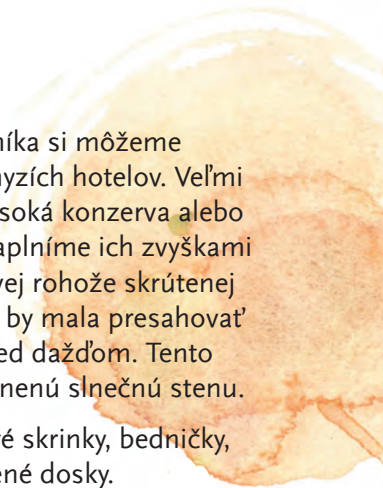 níka si môžeme
myzích hotelov. Veľmi
soká konzerva alebo
aplníme ich zvyškami
vej rohože skrútenej
by mala presahovať
ed dažďom. Tento
nenú slnečnú stenu.
é skrinky, bedničky,
ené dosky.